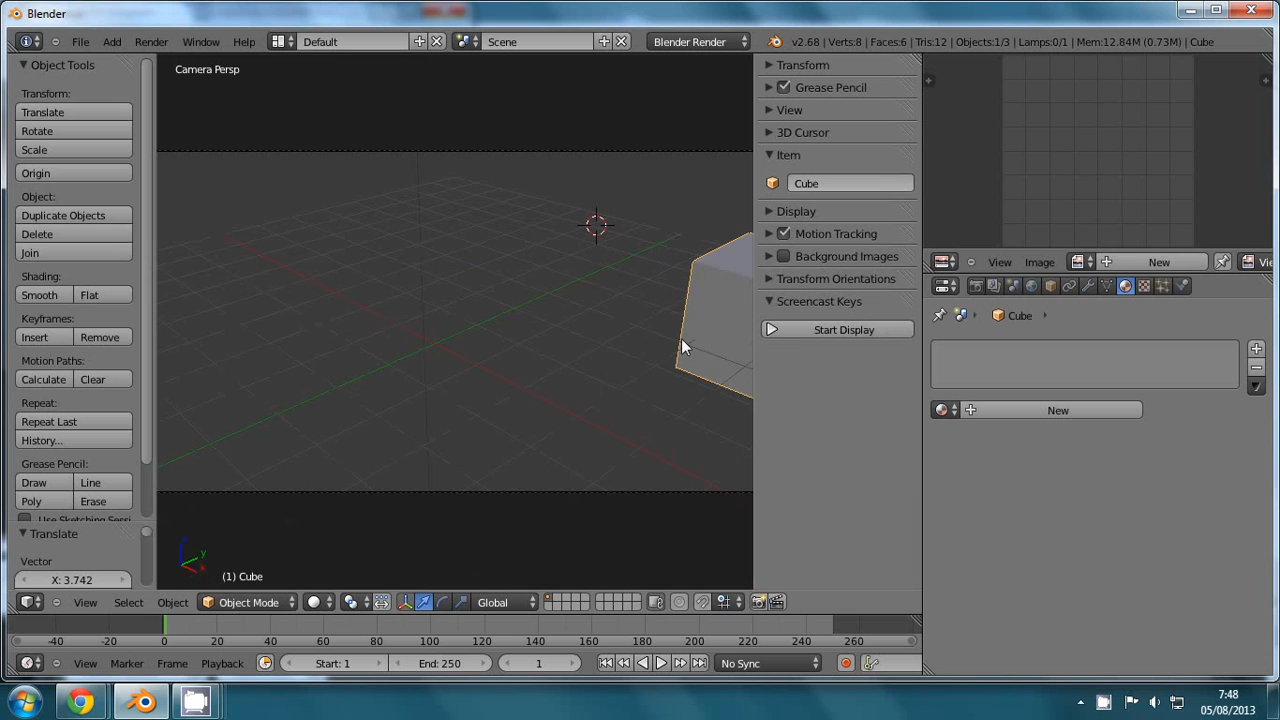 Blender
File Add Render Window Help Default Scene Blender Render v2.68 | Verts:8 | Faces:6 | Tris:12 | Objects:1/3 | Lamps:0/1 | Mem:12.84M (0.73M) | Cube
Object Tools
Transform:
Translate
Rotate
Scale
Origin
Object:
Duplicate Objects
Delete
Join
Shading:
Smooth Flat
Keyframes:
Insert Remove
Motion Paths:
Calculate Clear
Repeat:
Repeat Last
History...
Grease Pencil:
Draw Line
Poly Erase
Use Sketching Sessi
Translate
Vector
X: 3.742
Camera Persp
z
y
x
(1) Cube
Transform
Grease Pencil
View
3D Cursor
Item
Cube
Display
Motion Tracking
Background Images
Transform Orientations
Screencast Keys
Start Display
View Image New Vi
Cube
New
View Select Object Object Mode Global
-40 -20 0 20 40 60 80 100 120 140 160 180 200 220 240 260
View Marker Frame Playback Start: 1 End: 250 1 No Sync
7:48
05/08/2013